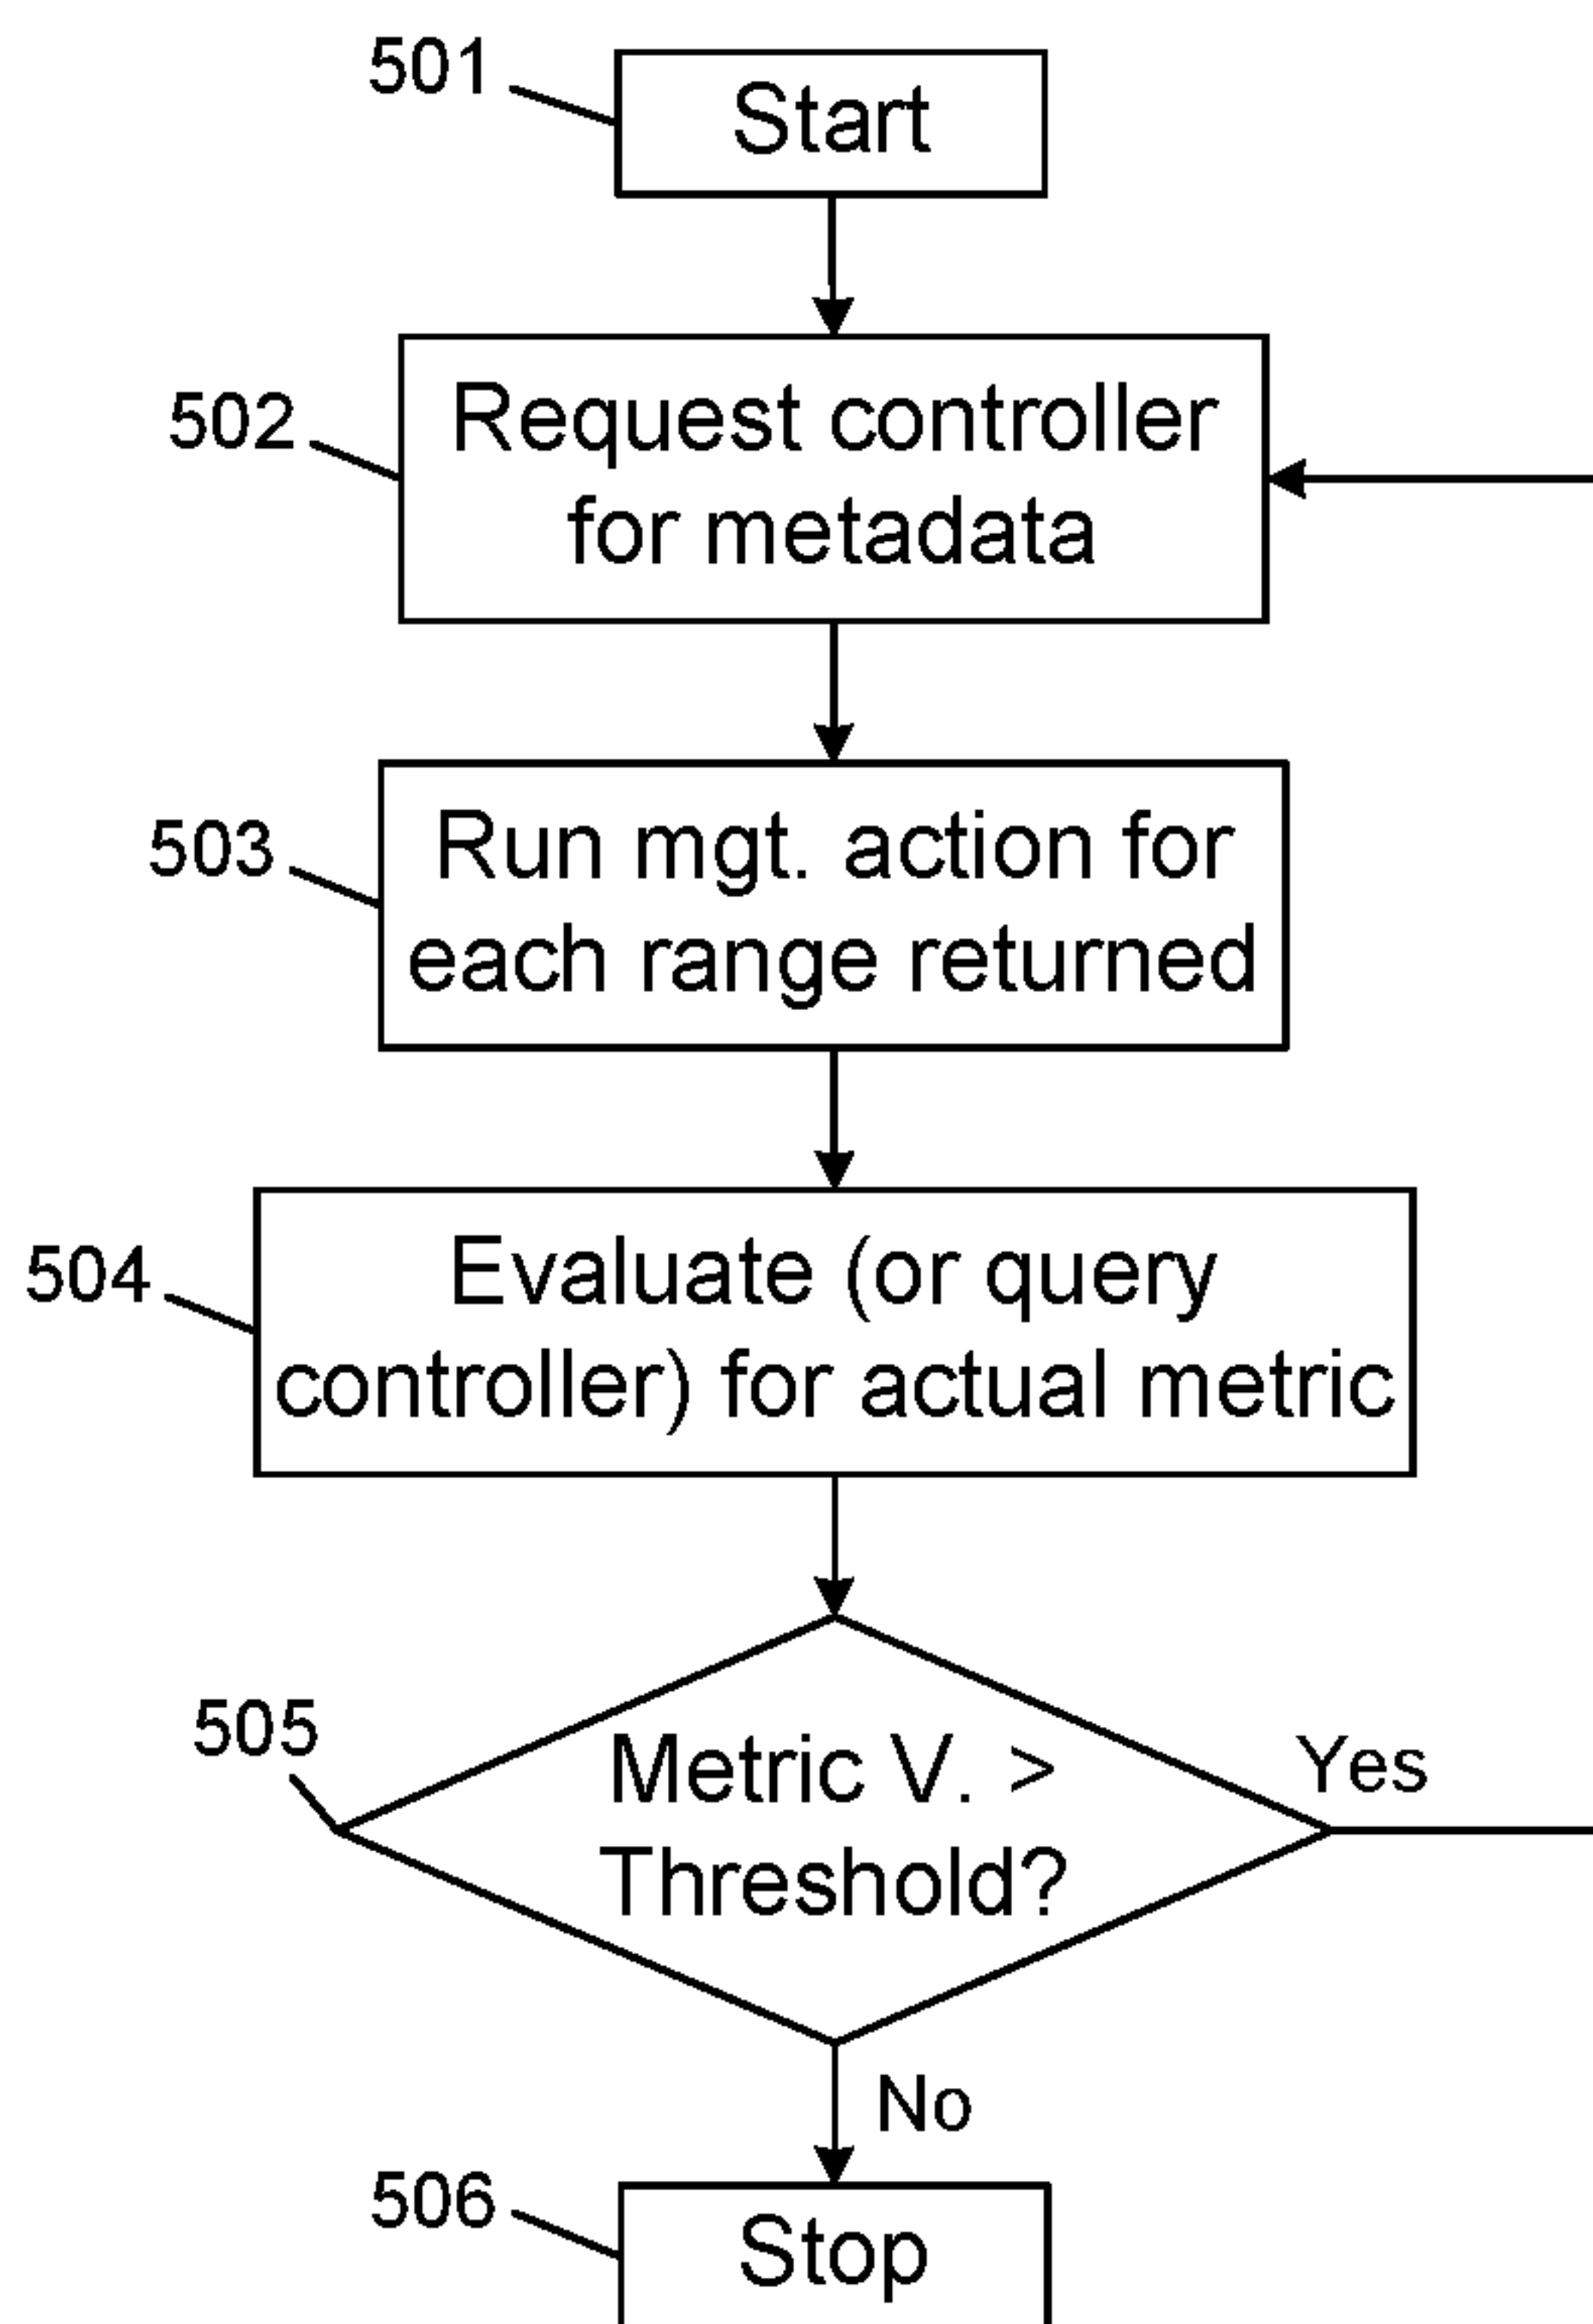 501
Start
502
Request controller
for metadata
503
Run mgt. action for
each range returned
504
Evaluate (or query
controller) for actual metric
505
Metric V. >
Threshold?
Yes
No
506
Stop